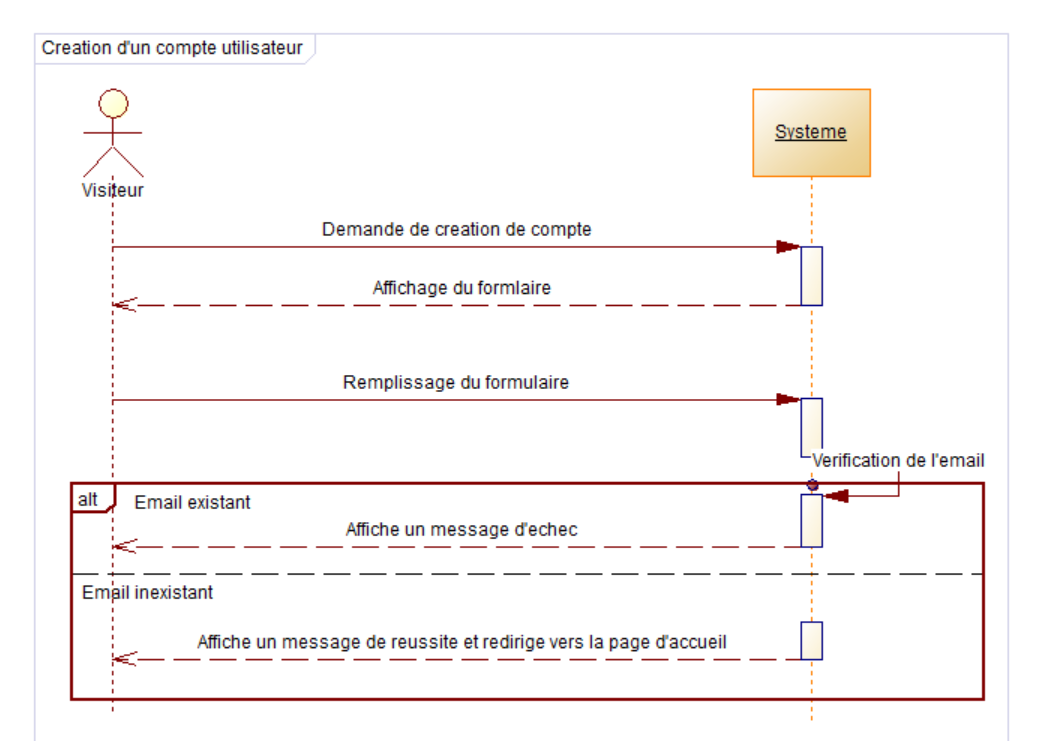 Creation d'un compte utilisateur
Systeme
Visiteur
Demande de creation de compte
Affichage du formlaire
Remplissage du formulaire
Verification de l'email
alt
Email existant
Affiche un message d'echec
Email inexistant
Affiche un message de reussite et redirige vers la page d'accueil